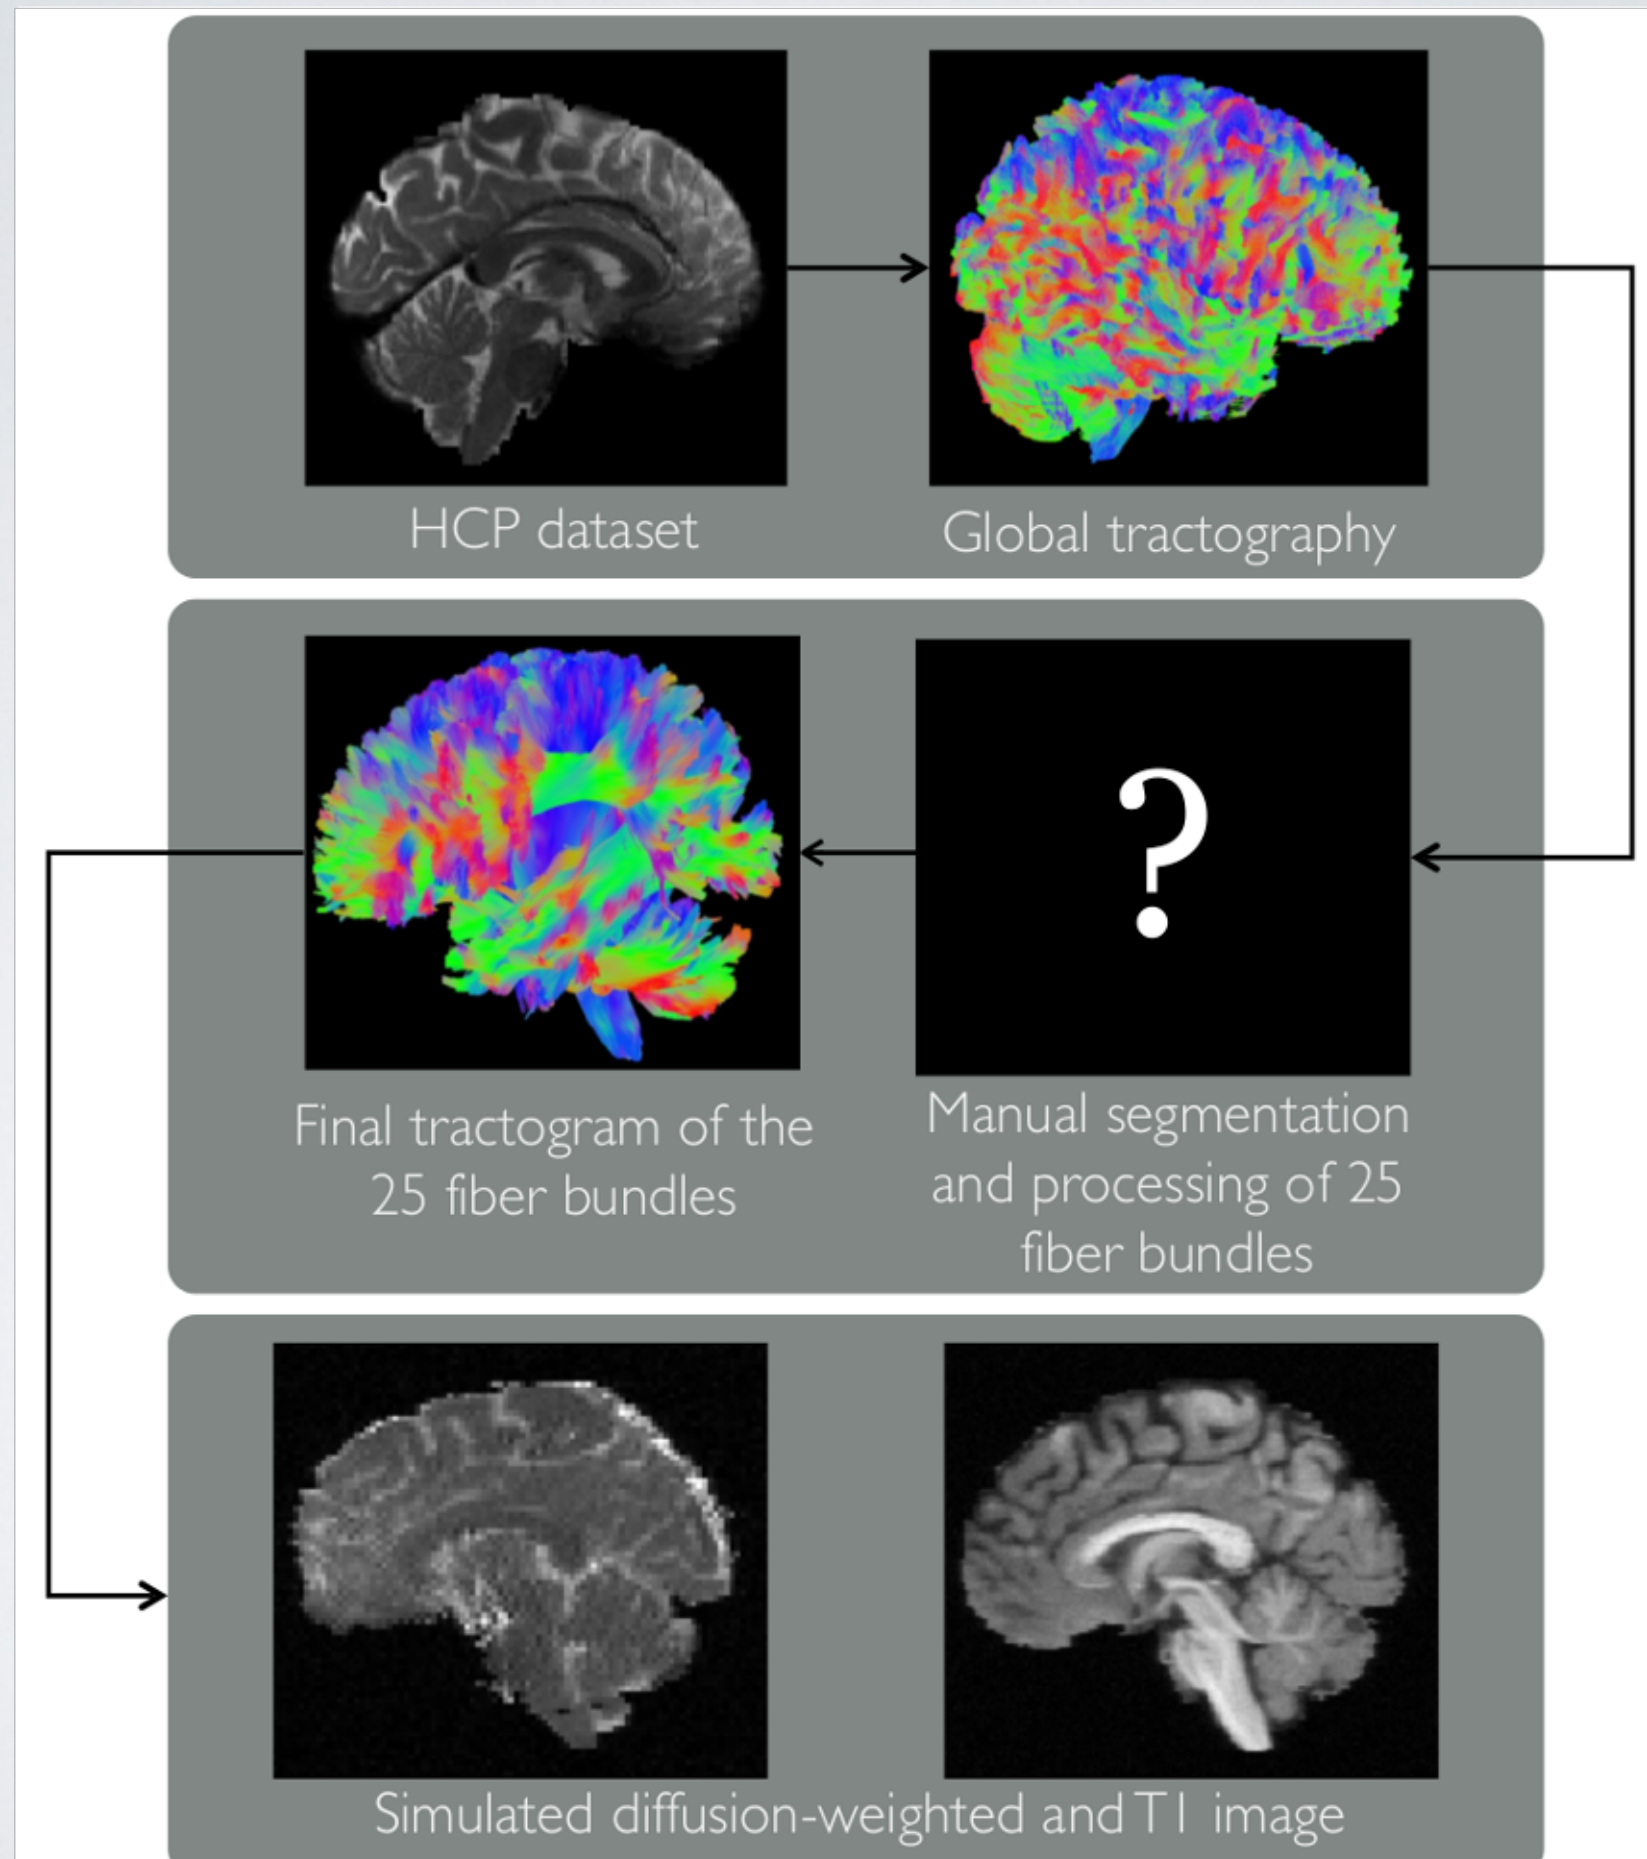 HCP dataset
Global tractography
?
Final tractogram of the
25 fiber bundles
Manual segmentation
and processing of 25
fiber bundles
Simulated diffusion-weighted and T1 image